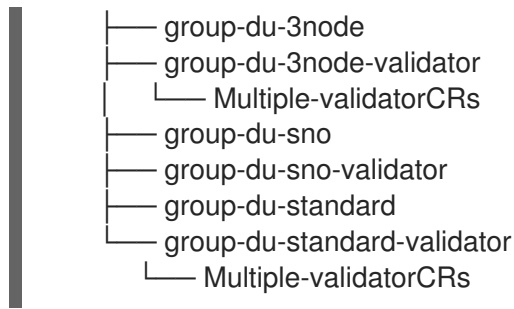 ├── group-du-3node
├── group-du-3node-validator
│   └── Multiple-validatorCRs
├── group-du-sno
├── group-du-sno-validator
├── group-du-standard
└── group-du-standard-validator
    └── Multiple-validatorCRs